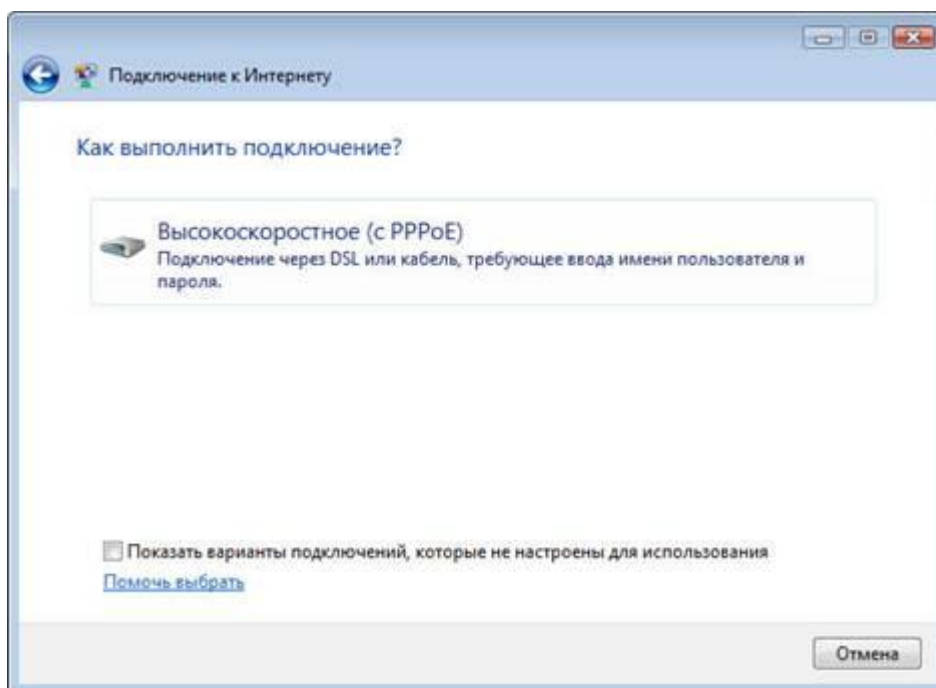 Подключение к Интернету
Как выполнить подключение?
Высокоскоростное (с PPPoE)
Подключение через DSL или кабель, требующее ввода имени пользователя и
пароля.
Показать варианты подключений, которые не настроены для использования
Помочь выбрать
Отмена